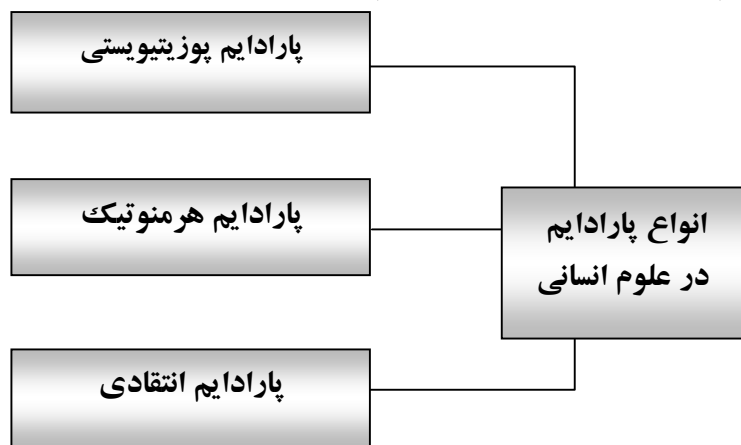 پارادایم پوزیتیویستی
پارادایم هرمنوتیک
انواع پارادایم
در علوم انسانی
پارادایم انتقادی